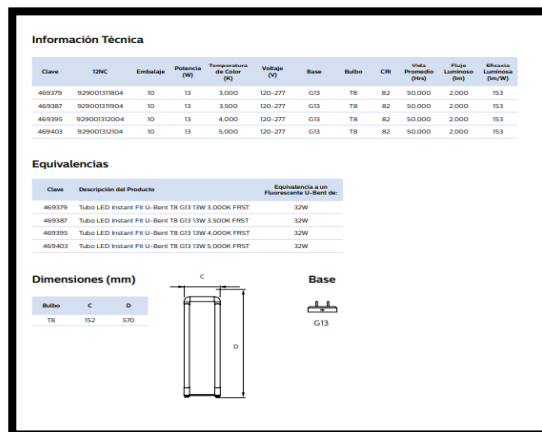 Información Técnica
Clave 12NC Embalaje Potencia (W) Temperatura de Color (K) Voltaje (V) Base Bulbo CRI Vida Promedio (Hrs) Flujo Luminoso (lm) Eficacia Luminosa (lm/W)
469379 929001311804 10 13 3,000 120-277 G13 T8 82 50,000 2,000 153
469387 929001311904 10 13 3,500 120-277 G13 T8 82 50,000 2,000 153
469395 929001312004 10 13 4,000 120-277 G13 T8 82 50,000 2,000 153
469403 929001312104 10 13 5,000 120-277 G13 T8 82 50,000 2,000 153
Equivalencias
Clave Descripción del Producto Equivalencia a un Fluorescente U-Bent de:
469379 Tubo LED Instant Fit U-Bent T8 G13 13W 3,000K FRST 32W
469387 Tubo LED Instant Fit U-Bent T8 G13 13W 3,500K FRST 32W
469395 Tubo LED Instant Fit U-Bent T8 G13 13W 4,000K FRST 32W
469403 Tubo LED Instant Fit U-Bent T8 G13 13W 5,000K FRST 32W
Dimensiones (mm)
Bulbo C D
T8 152 570
C
D
Base
G13